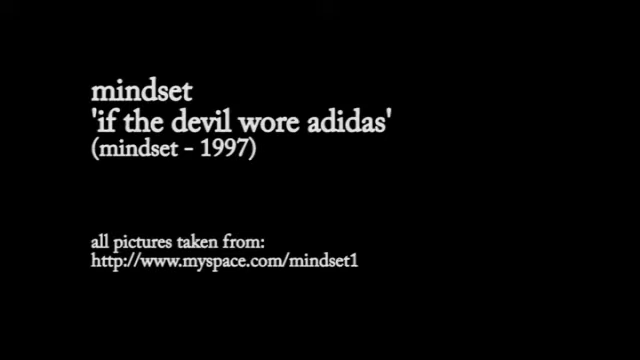 mindset
'if the devil wore adidas'
(mindset - 1997)
all pictures taken from:
http://www.myspace.com/mindset1